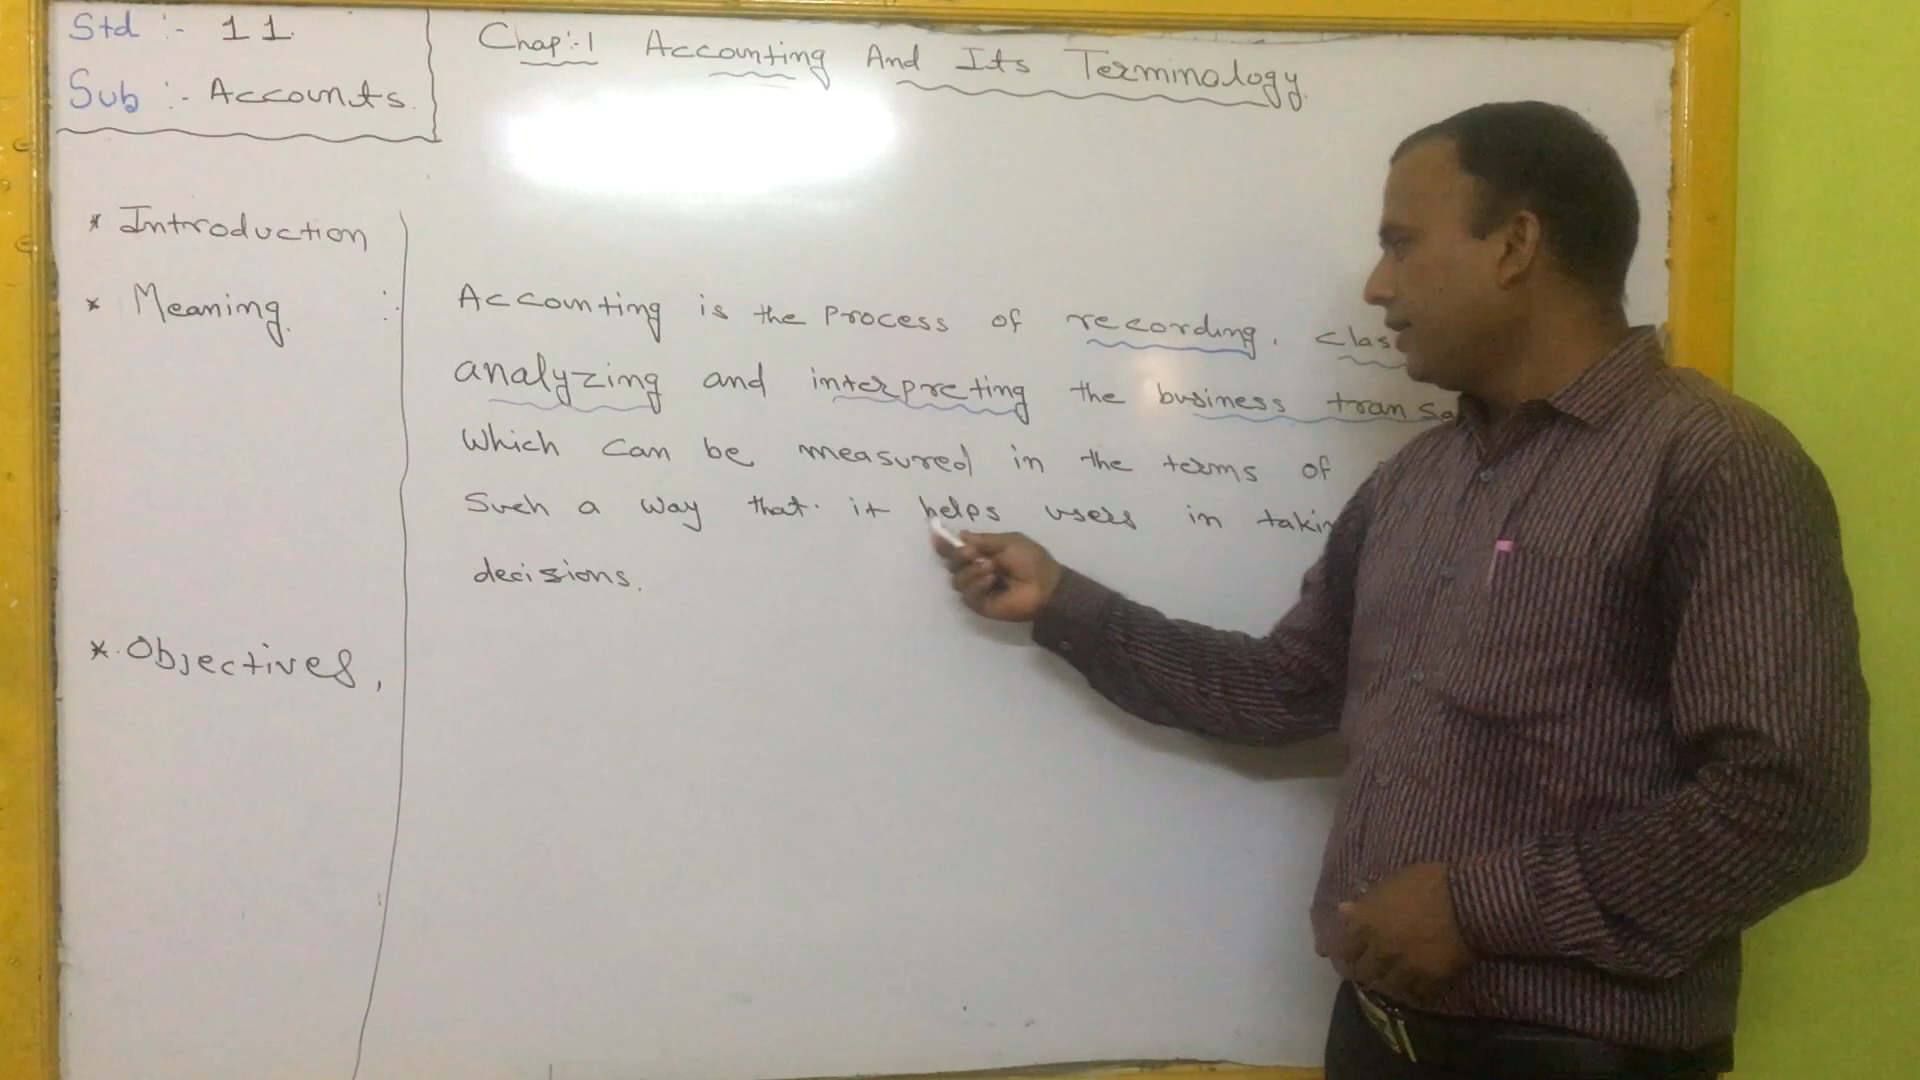 Std :- 11.
Sub :- Accounts.
Chap:-1 Accounting And Its Terminology.
* Introduction
* Meaning. :
Accounting is the Process of recording, clas
analyzing and interpreting the business transa
Which can be measured in the terms of
Such a way that it helps users in takin
decisions.
* Objectives,